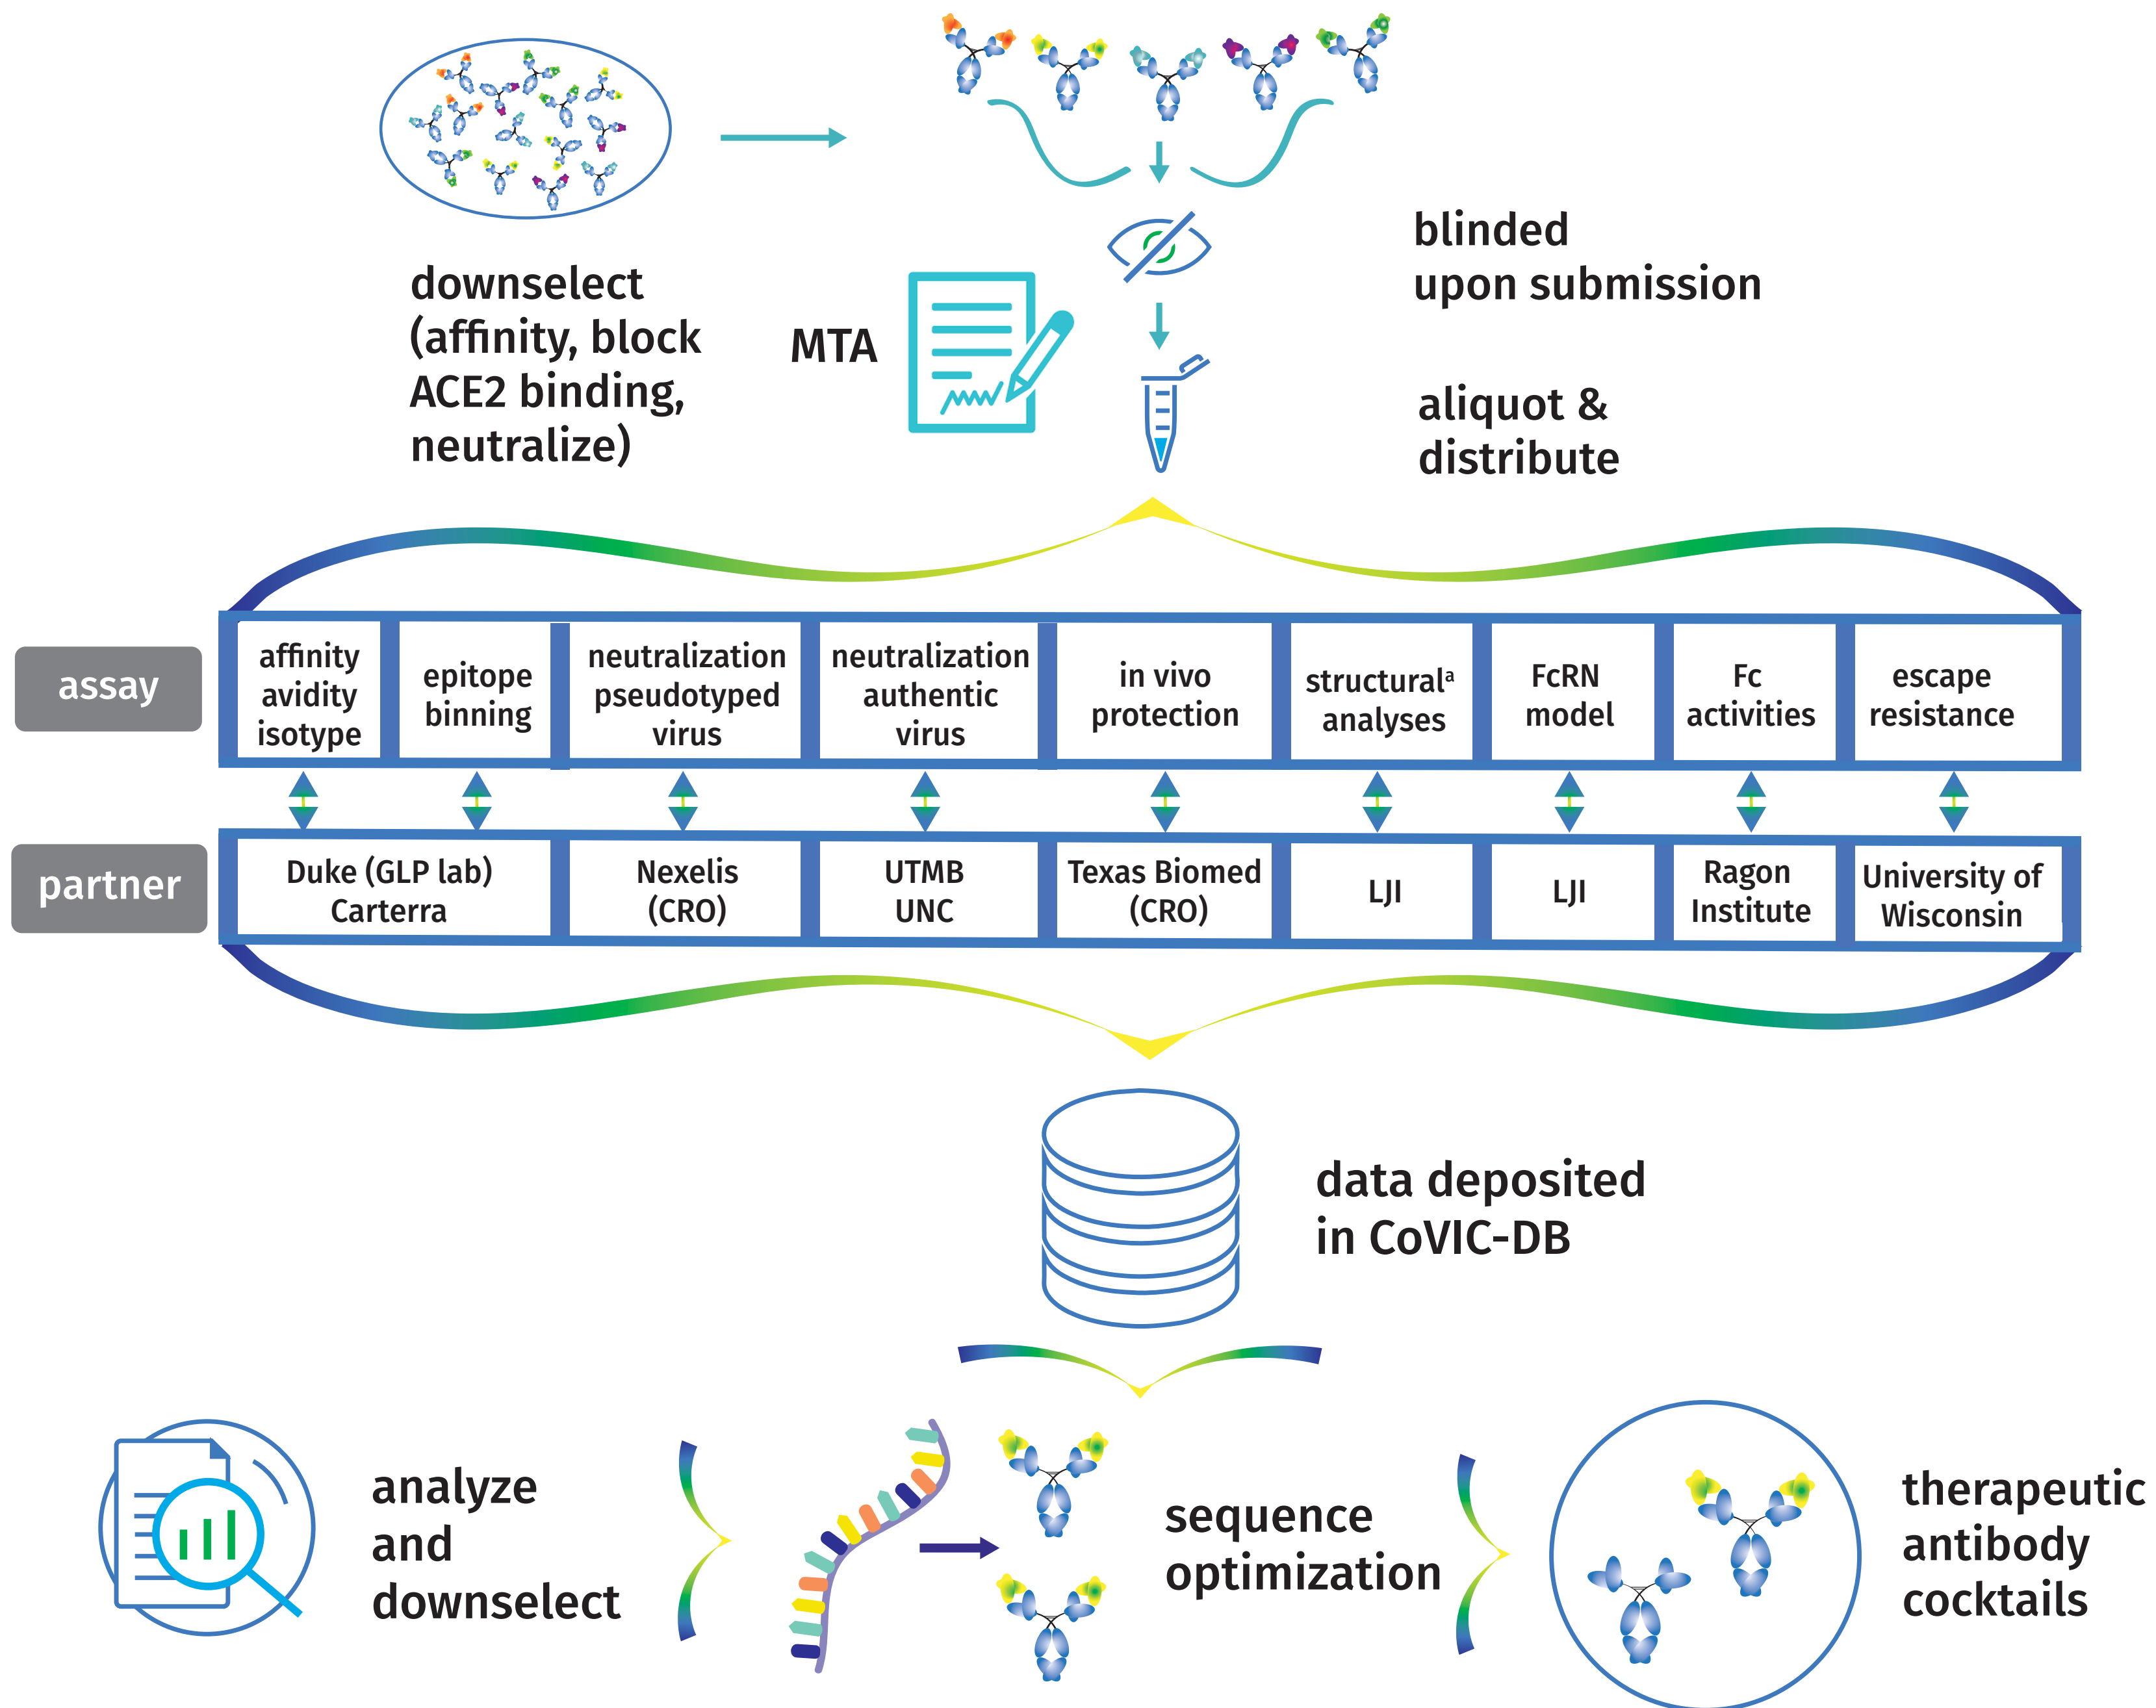 downselect
(affinity, block
ACE2 binding,
neutralize)
MTA
blinded
upon submission
aliquot &
distribute
assay
affinity
avidity
isotype
epitope
binning
neutralization
pseudotyped
virus
neutralization
authentic
virus
in vivo
protection
structuralᵃ
analyses
FcRN
model
Fc
activities
escape
resistance
partner
Duke (GLP lab)
Carterra
Nexelis
(CRO)
UTMB
UNC
Texas Biomed
(CRO)
LJI
LJI
Ragon
Institute
University of
Wisconsin
data deposited
in CoVIC-DB
analyze
and
downselect
sequence
optimization
therapeutic
antibody
cocktails